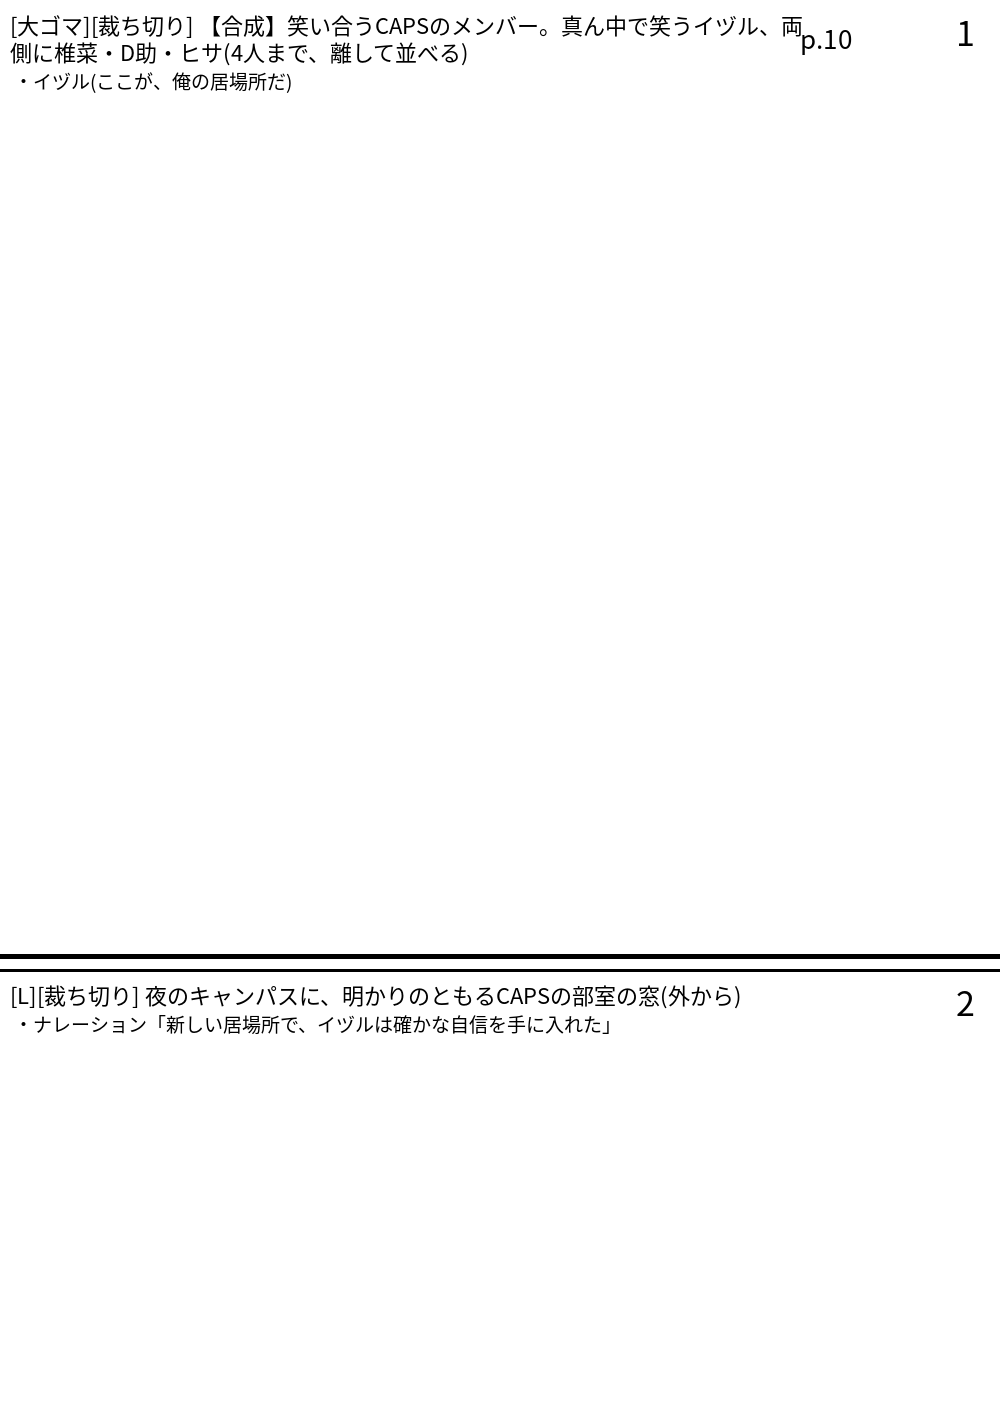 [大ゴマ][裁ち切り] 【合成】笑い合うCAPSのメンバー。真ん中で笑うイヅル、両
側に椎菜・D助・ヒサ(4人まで、離して並べる)
・イヅル(ここが、俺の居場所だ)
p.10
1
[L][裁ち切り] 夜のキャンパスに、明かりのともるCAPSの部室の窓(外から)
・ナレーション「新しい居場所で、イヅルは確かな自信を手に入れた」
2